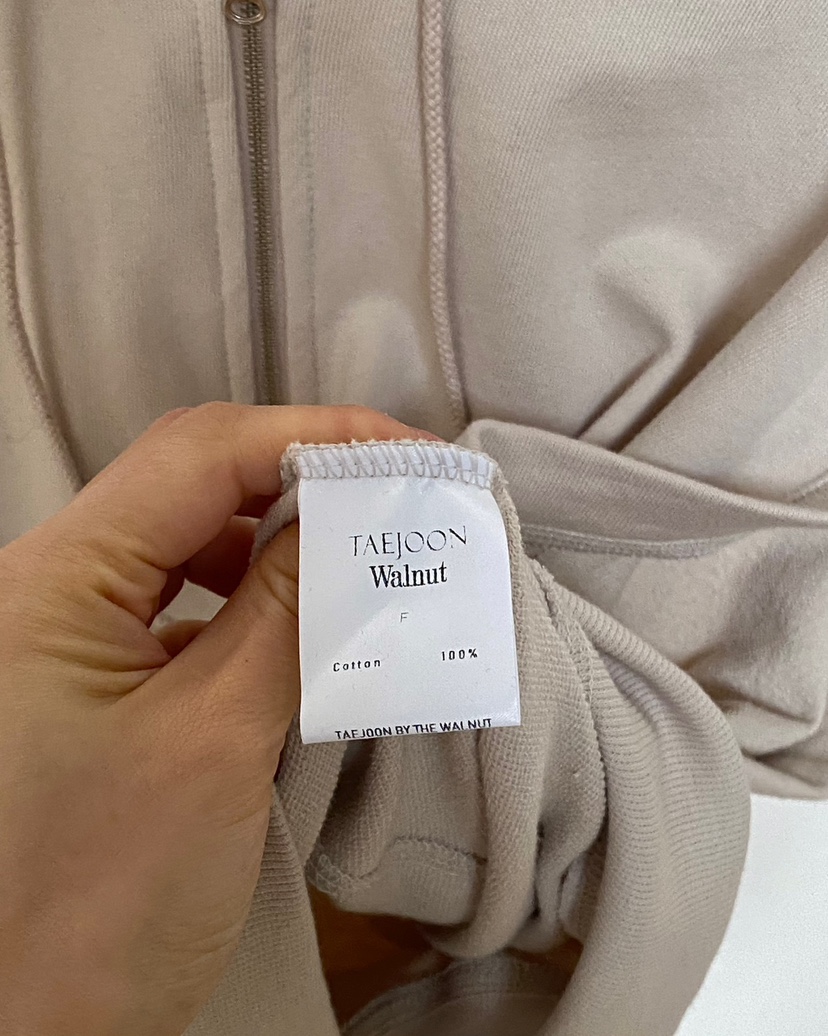 TAEJOON
Walnut
F
Cotton 100%
TAEJOON BY THE WALNUT